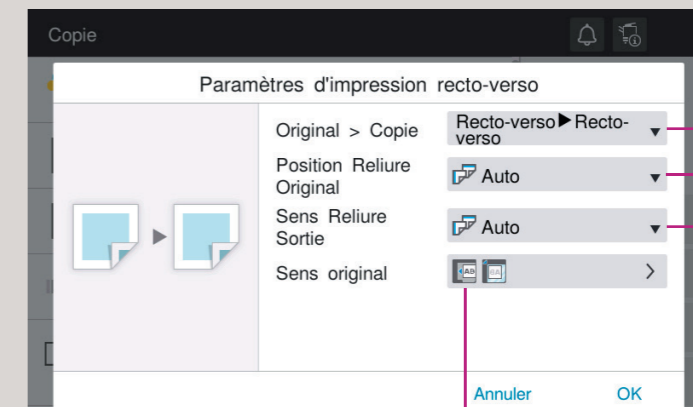 Copie
Paramètres d'impression recto-verso
Original > Copie
Recto-verso▶Recto-
verso
Position Reliure
Original
Auto
Sens Reliure
Sortie
Auto
Sens original
AB
Annuler
OK